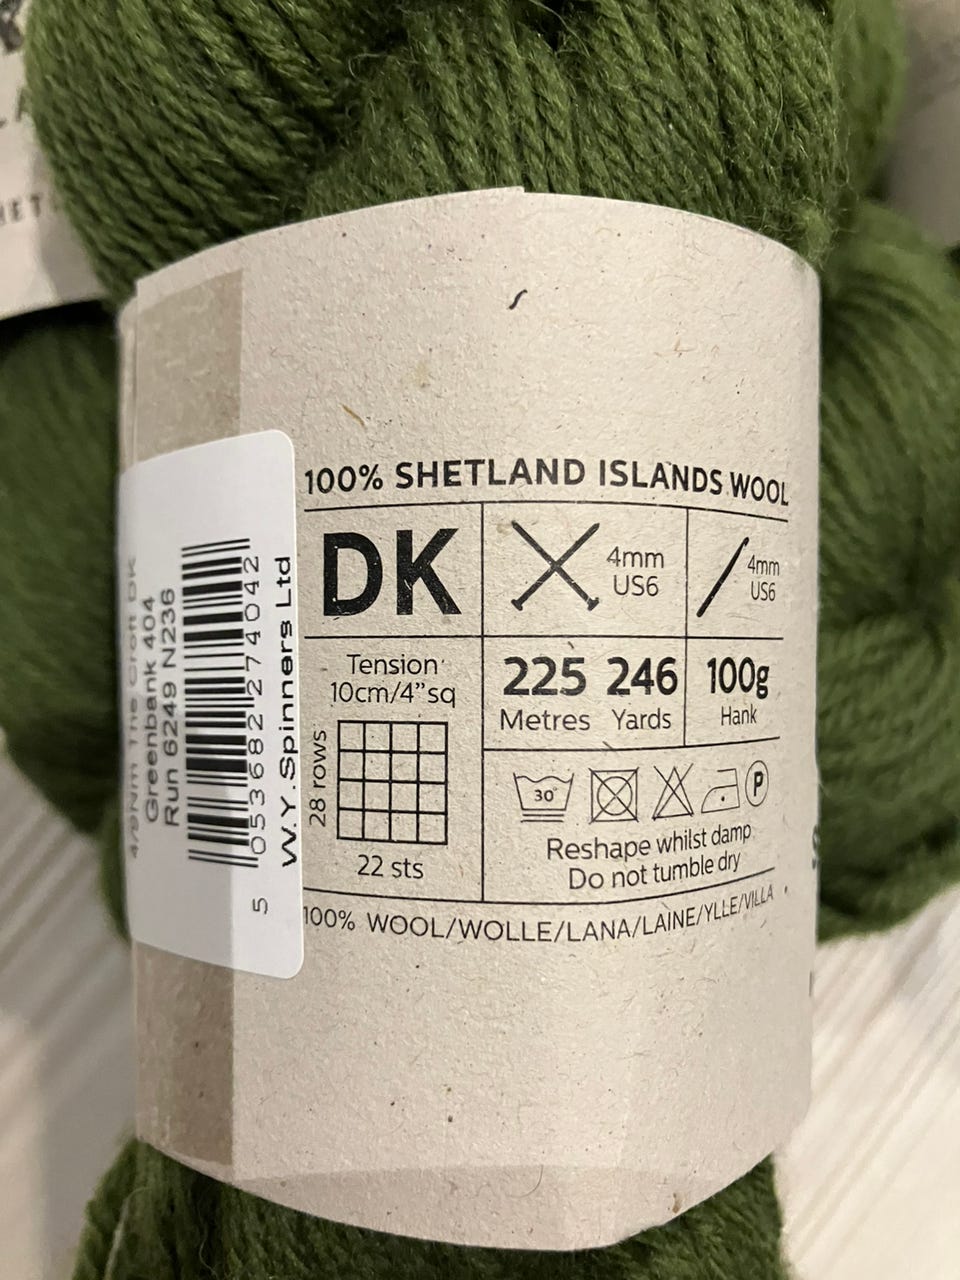 100% SHETLAND ISLANDS WOOL
DK
4mm
US6
4mm
US6
Tension
10cm/4”sq
28 rows
22 sts
225 246
Metres Yards
100g
Hank
30°
P
Reshape whilst damp
Do not tumble dry
100% WOOL/WOLLE/LANA/LAINE/YLLE/VILLA
The Croft DK
Greenbank 404
Run 6249 N236
5 053682 274042
W.Y.Spinners Ltd